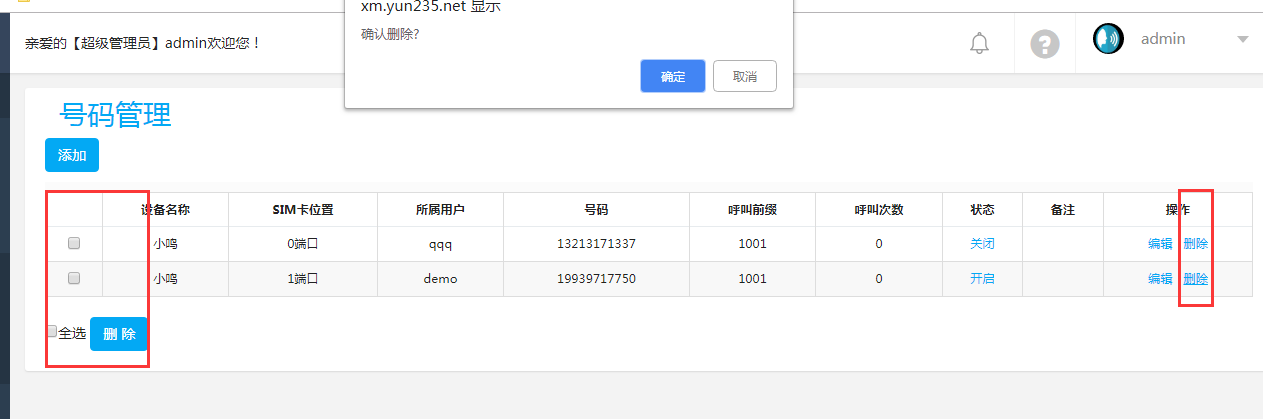 xm.yun235.net 显示
确认删除?
确定 取消
亲爱的【超级管理员】admin欢迎您！ ? admin
号码管理
添加
设备名称 SIM卡位置 所属用户 号码 呼叫前缀 呼叫次数 状态 备注 操作
小鸣 0端口 qqq 13213171337 1001 0 关闭 编辑 删除
小鸣 1端口 demo 19939717750 1001 0 开启 编辑 删除
全选 删 除